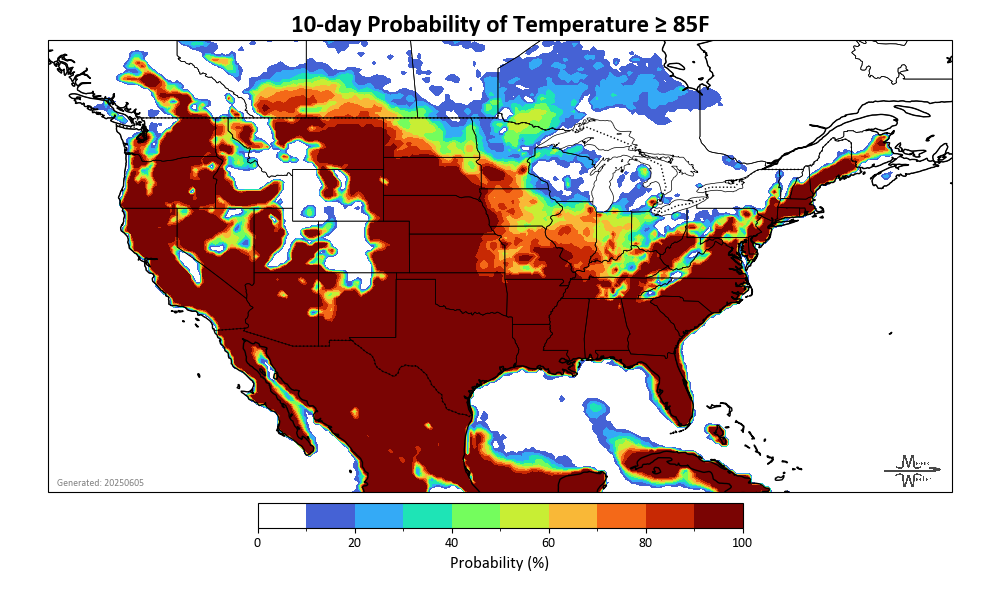 10-day Probability of Temperature ≥ 85F
Generated: 20250605
0 20 40 60 80 100
Probability (%)